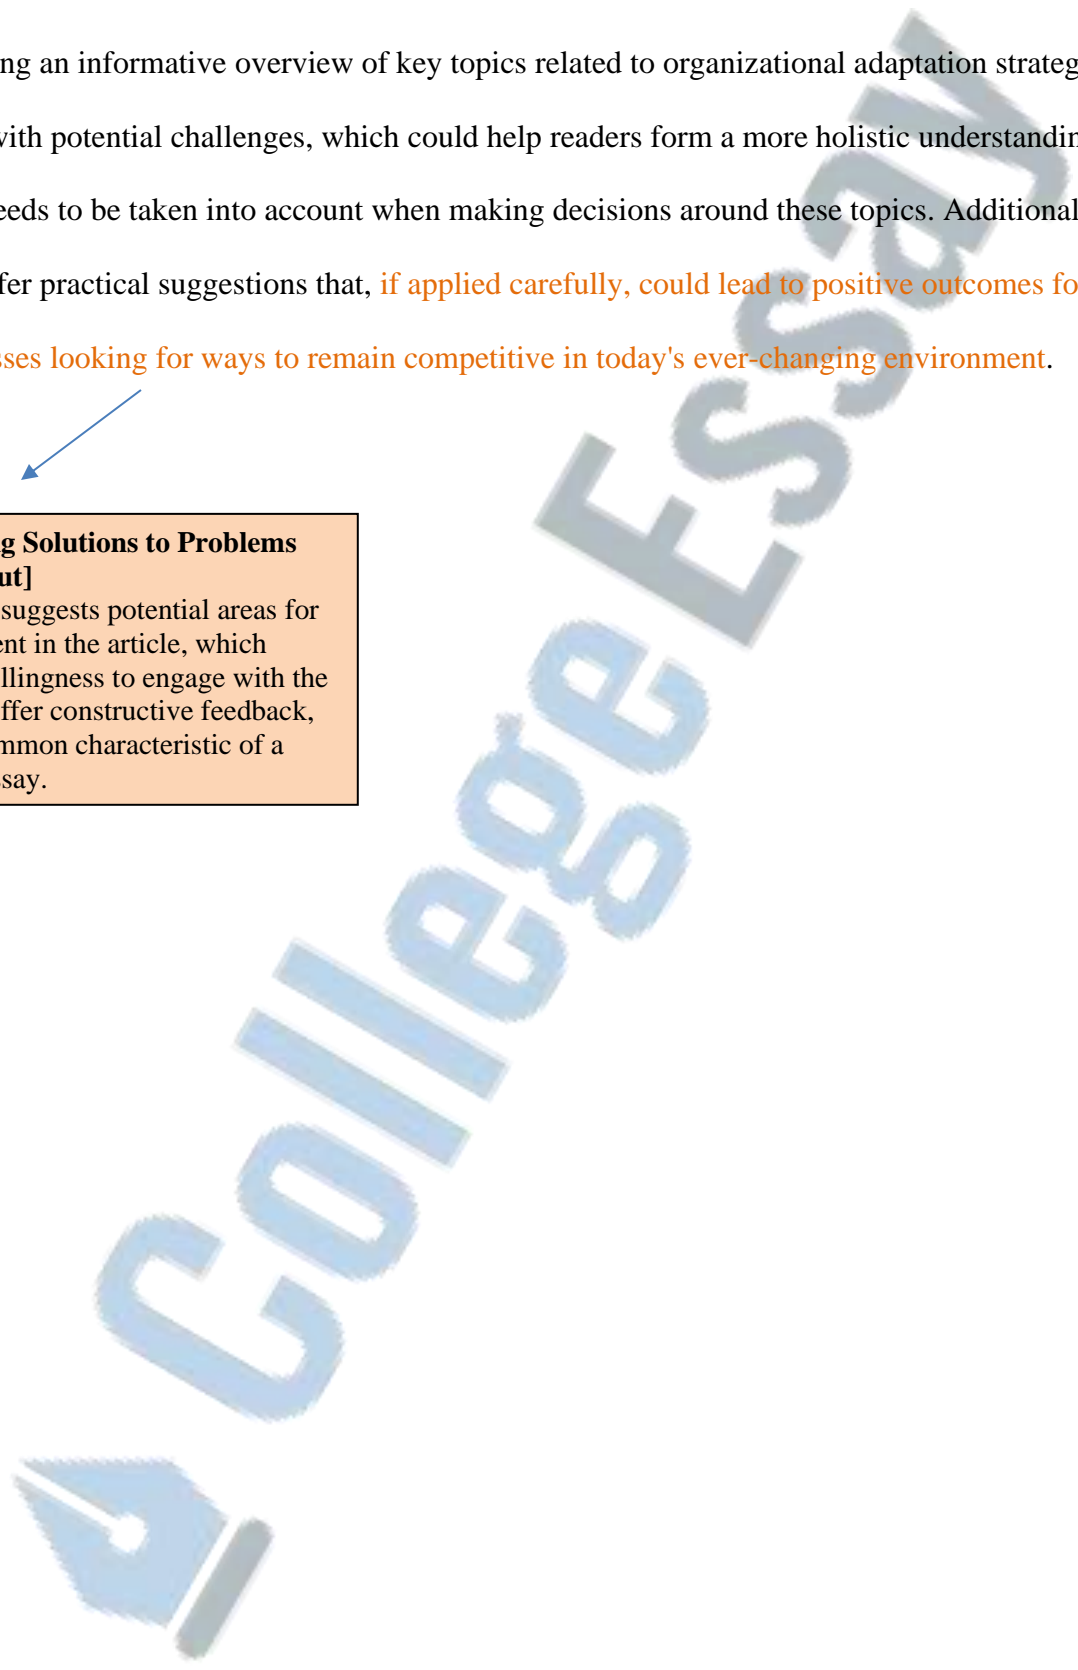 ng an informative overview of key topics related to organizational adaptation strateg
with potential challenges, which could help readers form a more holistic understandin
eeds to be taken into account when making decisions around these topics. Additional
fer practical suggestions that, if applied carefully, could lead to positive outcomes fo
sses looking for ways to remain competitive in today's ever-changing environment.
g Solutions to Problems
ut]
suggests potential areas for
ent in the article, which
llingness to engage with the
ffer constructive feedback,
mmon characteristic of a
ssay.
CollegeEssay